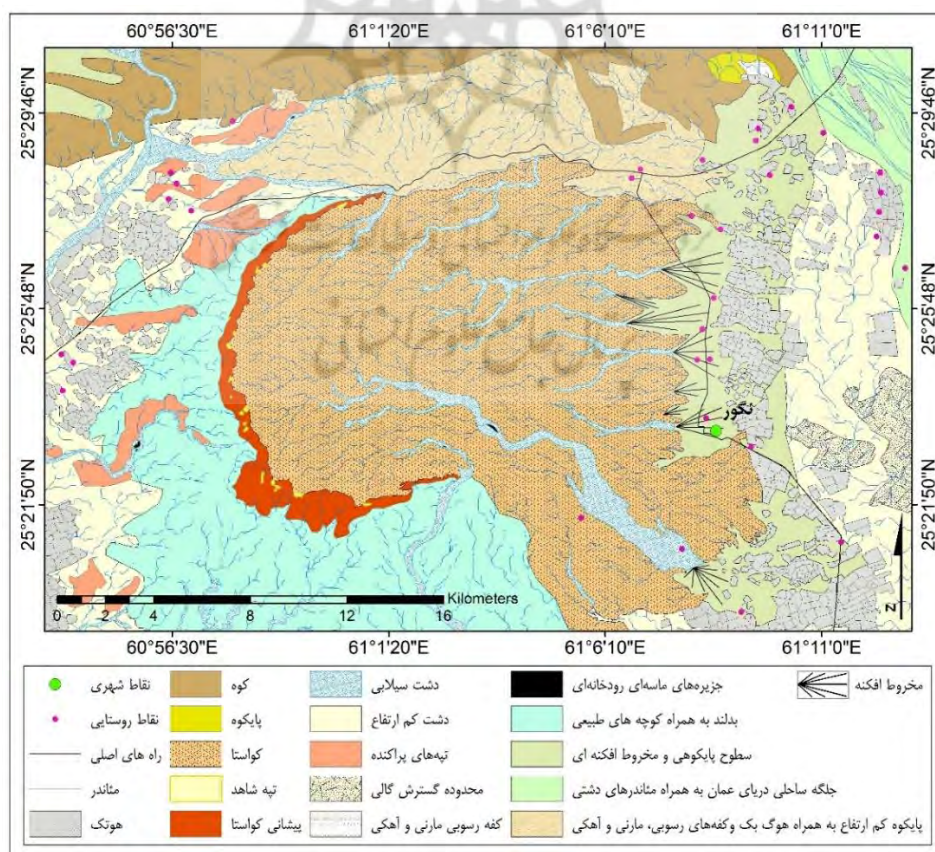 60°56'30"E 61°1'20"E 61°6'10"E 61°11'0"E
25°29'46"N 25°29'46"N
25°25'48"N 25°25'48"N
نگور
25°21'50"N 25°21'50"N
Kilometers
0 2 4 8 12 16
N
60°56'30"E 61°1'20"E 61°6'10"E 61°11'0"E
نقاط شهری کوه دشت سیلابی جزیره‌های ماسه‌ای رودخانه‌ای مخروط افکنه
نقاط روستایی پایکوه دشت کم ارتفاع بدلند به همراه کوچه های طبیعی
راه های اصلی کواستا تپه‌های پراکنده سطوح پایکوهی و مخروط افکنه ای
مئاندر تپه شاهد محدوده گسترش گالی جلگه ساحلی دریای عمان به همراه مئاندرهای دشتی
هوتک پیشانی کواستا کفه رسوبی مارنی و آهکی پایکوه کم ارتفاع به همراه هوگ بک وکفه‌های رسوبی، مارنی و آهکی